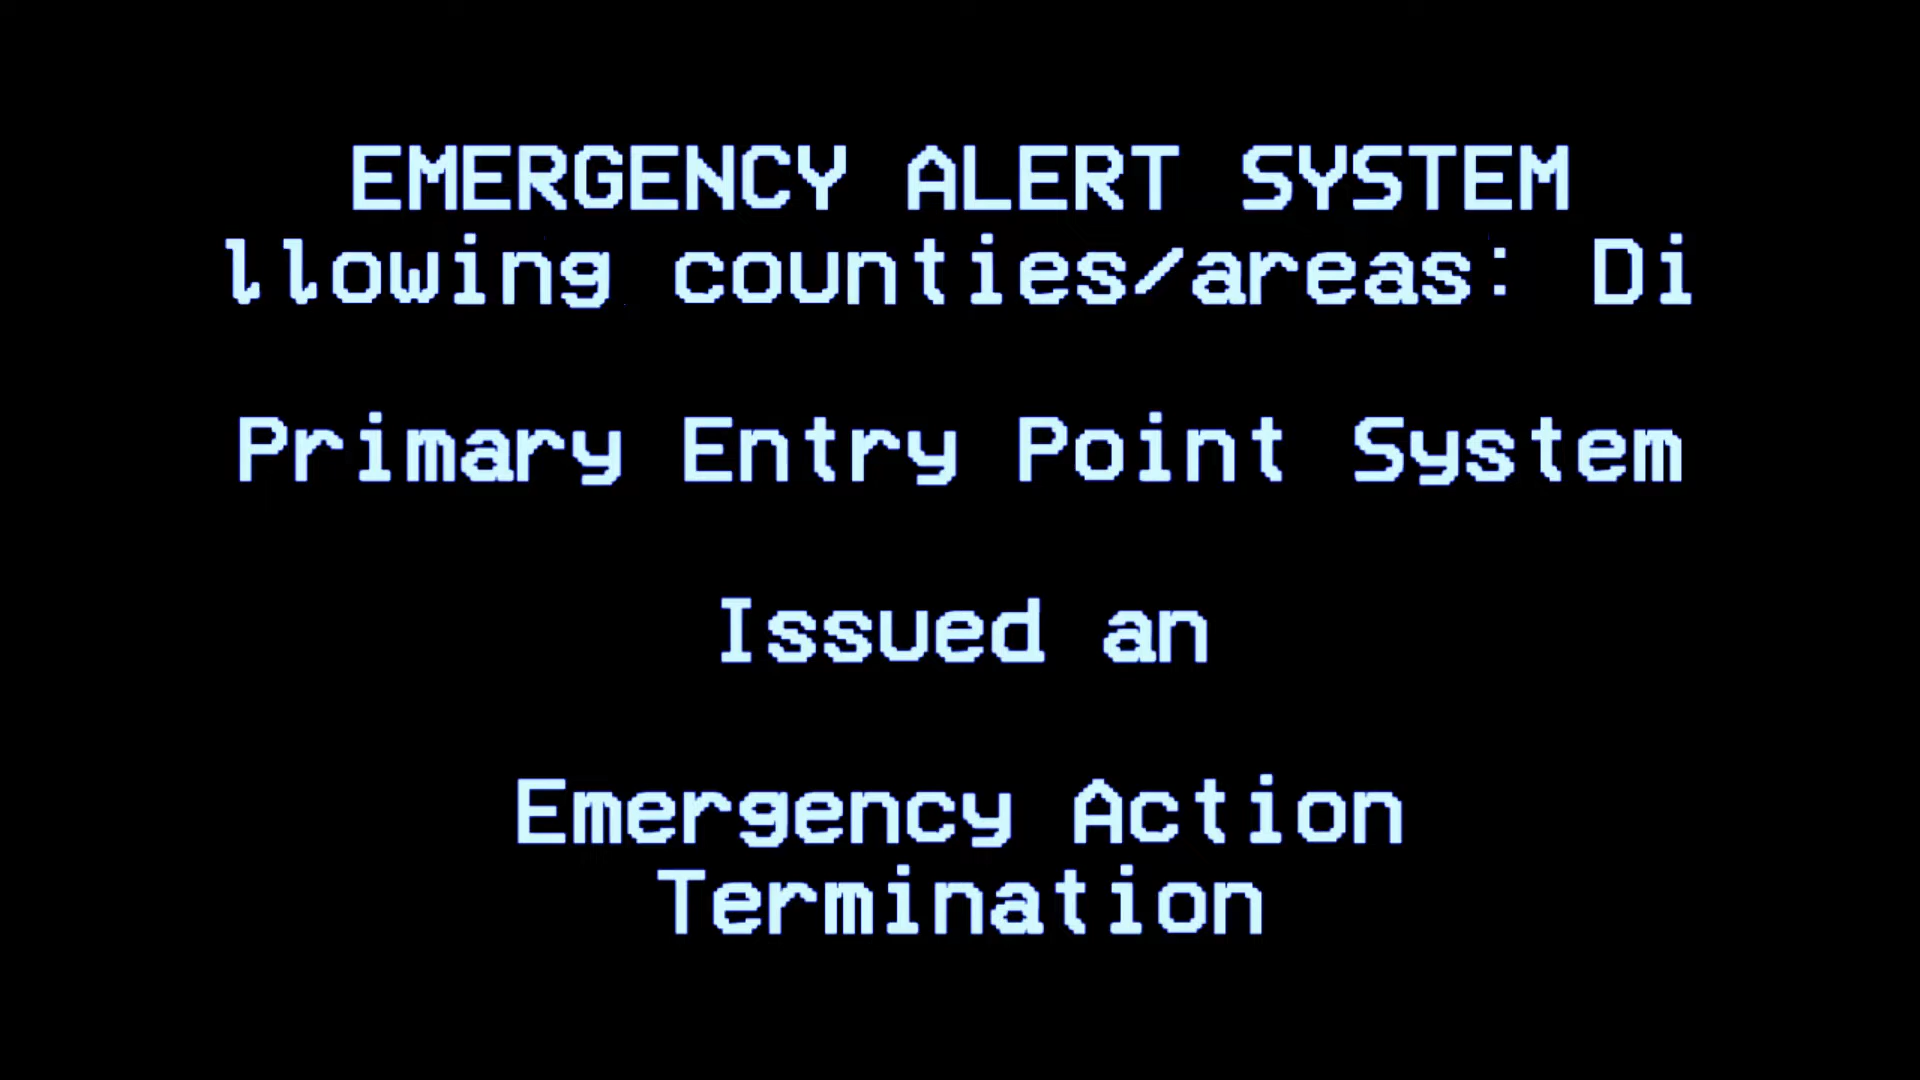 EMERGENCY ALERT SYSTEM
llowing counties/areas: Di
Primary Entry Point System
Issued an
Emergency Action
Termination